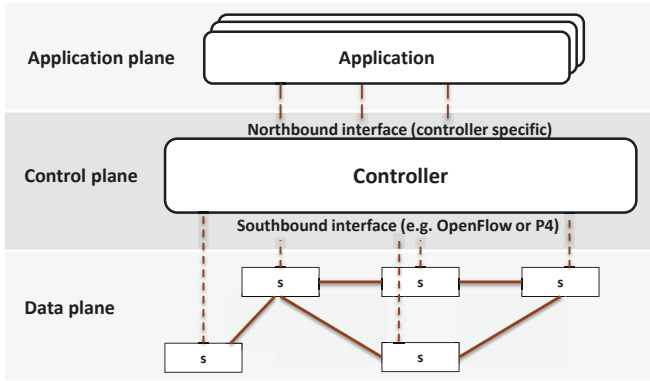 Application plane
Application
Northbound interface (controller specific)
Control plane
Controller
Southbound interface (e.g. OpenFlow or P4)
s
s
s
Data plane
s
s